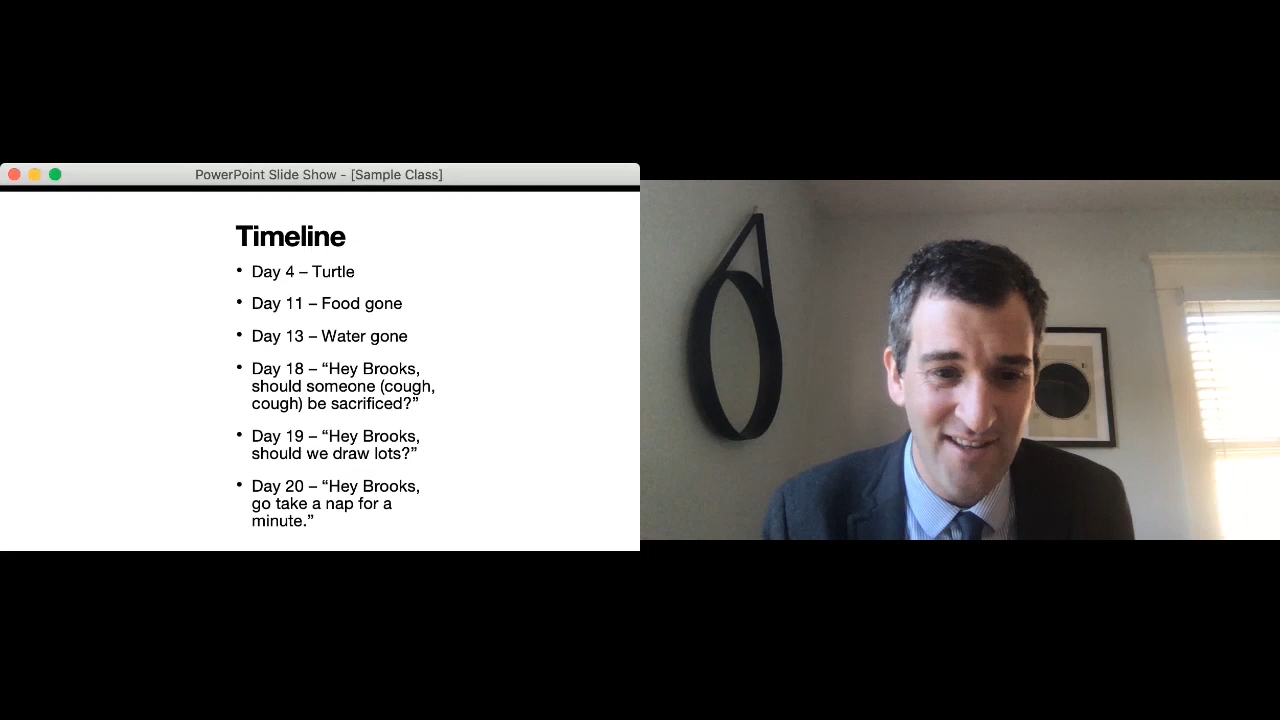 PowerPoint Slide Show - [Sample Class]
Timeline
• Day 4 – Turtle
• Day 11 – Food gone
• Day 13 – Water gone
• Day 18 – “Hey Brooks,
should someone (cough,
cough) be sacrificed?”
• Day 19 – “Hey Brooks,
should we draw lots?”
• Day 20 – “Hey Brooks,
go take a nap for a
minute.”